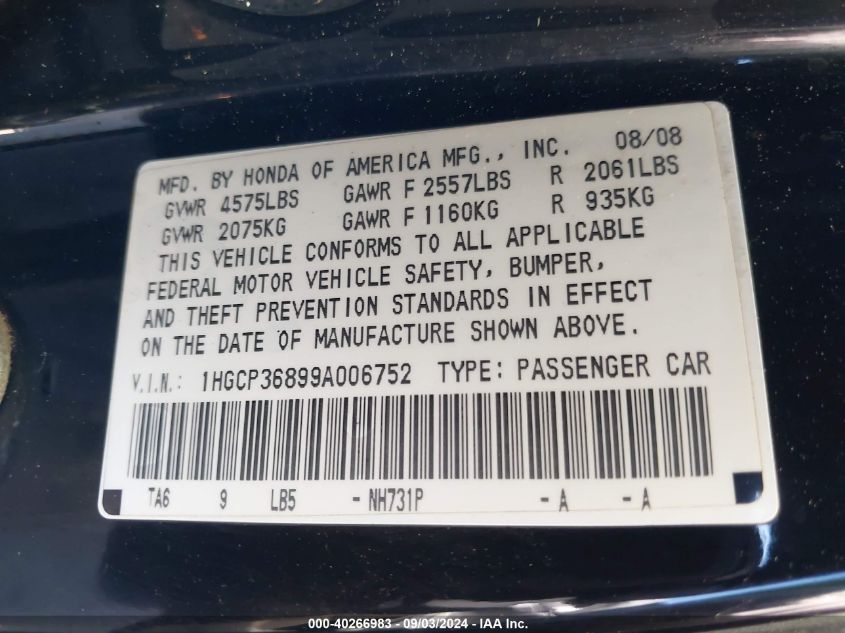 MFD. BY HONDA OF AMERICA MFG., INC. 08/08
GVWR 4575LBS GAWR F 2557LBS R 2061LBS
GVWR 2075KG GAWR F 1160KG R 935KG
THIS VEHICLE CONFORMS TO ALL APPLICABLE
FEDERAL MOTOR VEHICLE SAFETY, BUMPER,
AND THEFT PREVENTION STANDARDS IN EFFECT
ON THE DATE OF MANUFACTURE SHOWN ABOVE.
V.I.N.: 1HGCP36899A006752 TYPE: PASSENGER CAR
TA6 9 LB5 -NH731P -A -A
000-40266983 - 09/03/2024 - IAA Inc.